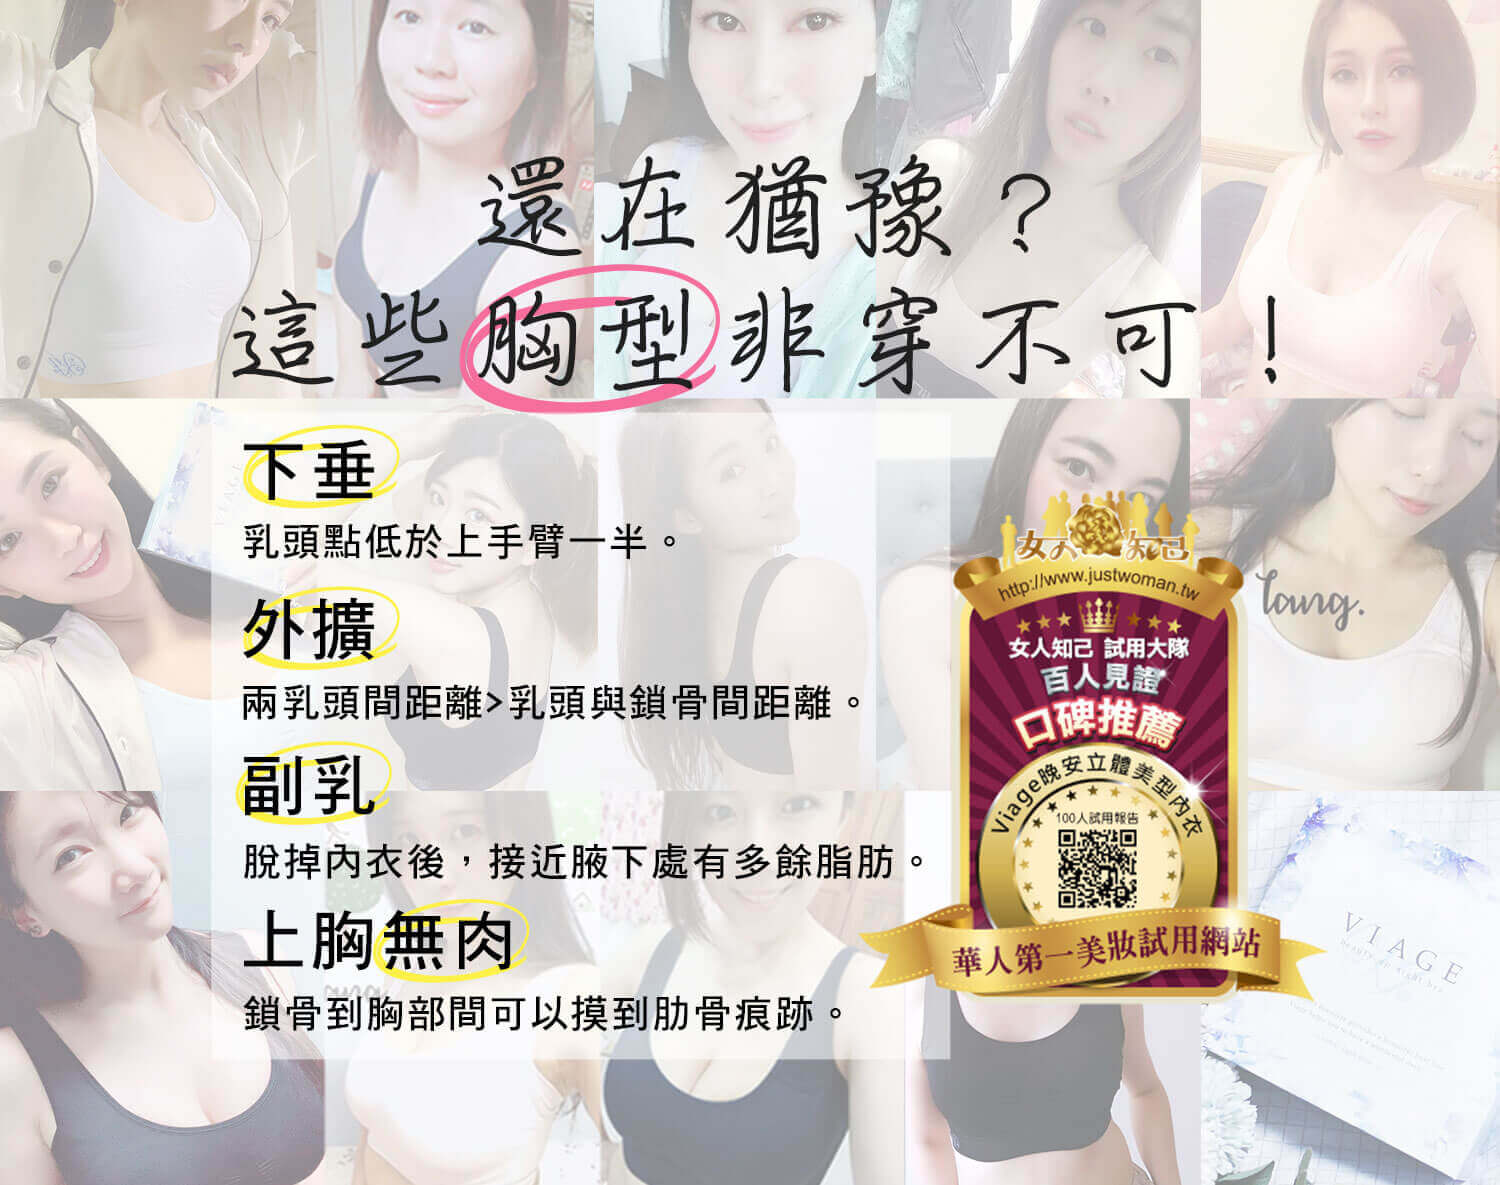 還在猶豫？
這些胸型非穿不可！
下垂
乳頭點低於上手臂一半。
外擴
兩乳頭間距離>乳頭與鎖骨間距離。
副乳
脫掉內衣後，接近腋下處有多餘脂肪。
上胸無肉
鎖骨到胸部間可以摸到肋骨痕跡。
女人知己
http://www.justwoman.tw
女人知己 試用大隊
百人見證
口碑推薦
Viage晚安立體美型內衣
100人試用報告
華人第一美妝試用網站
lang.
VIAGE
VIAGE